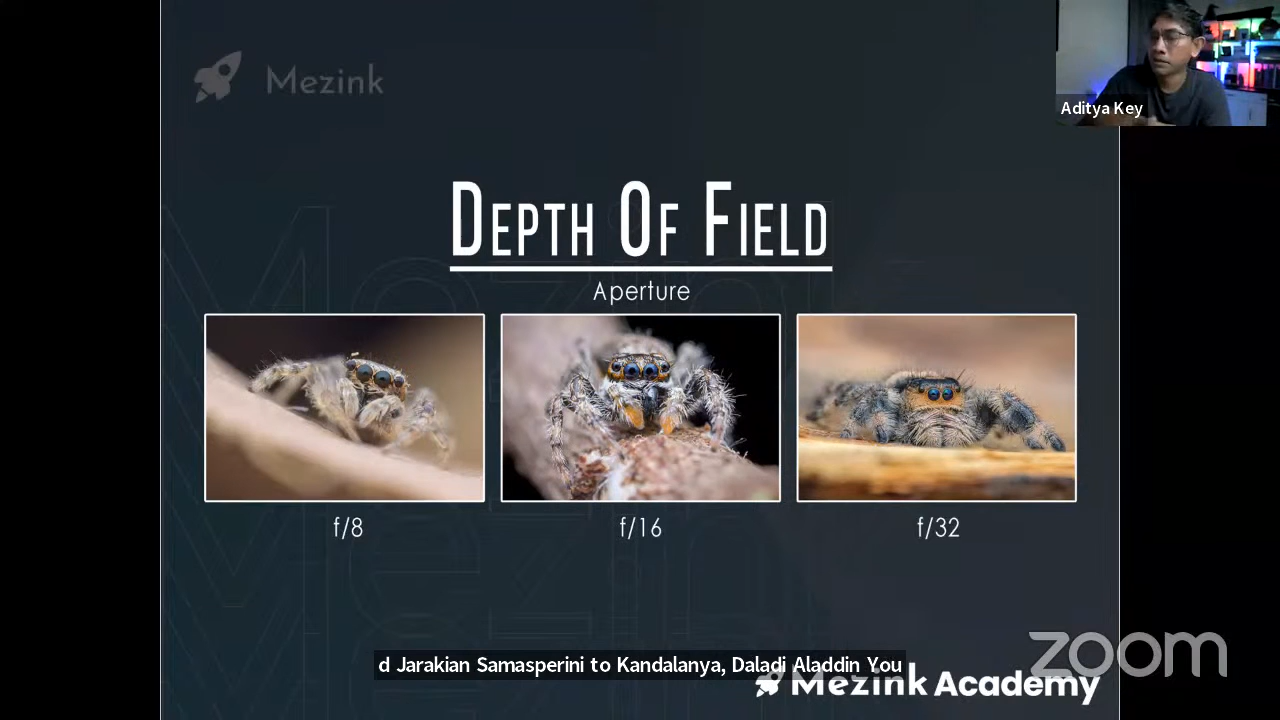 Mezink
Aditya Key
DEPTH OF FIELD
Aperture
f/8
f/16
f/32
zoom
d Jarakian Samasperini to Kandalanya, Daladi Aladdin You
Mezink Academy